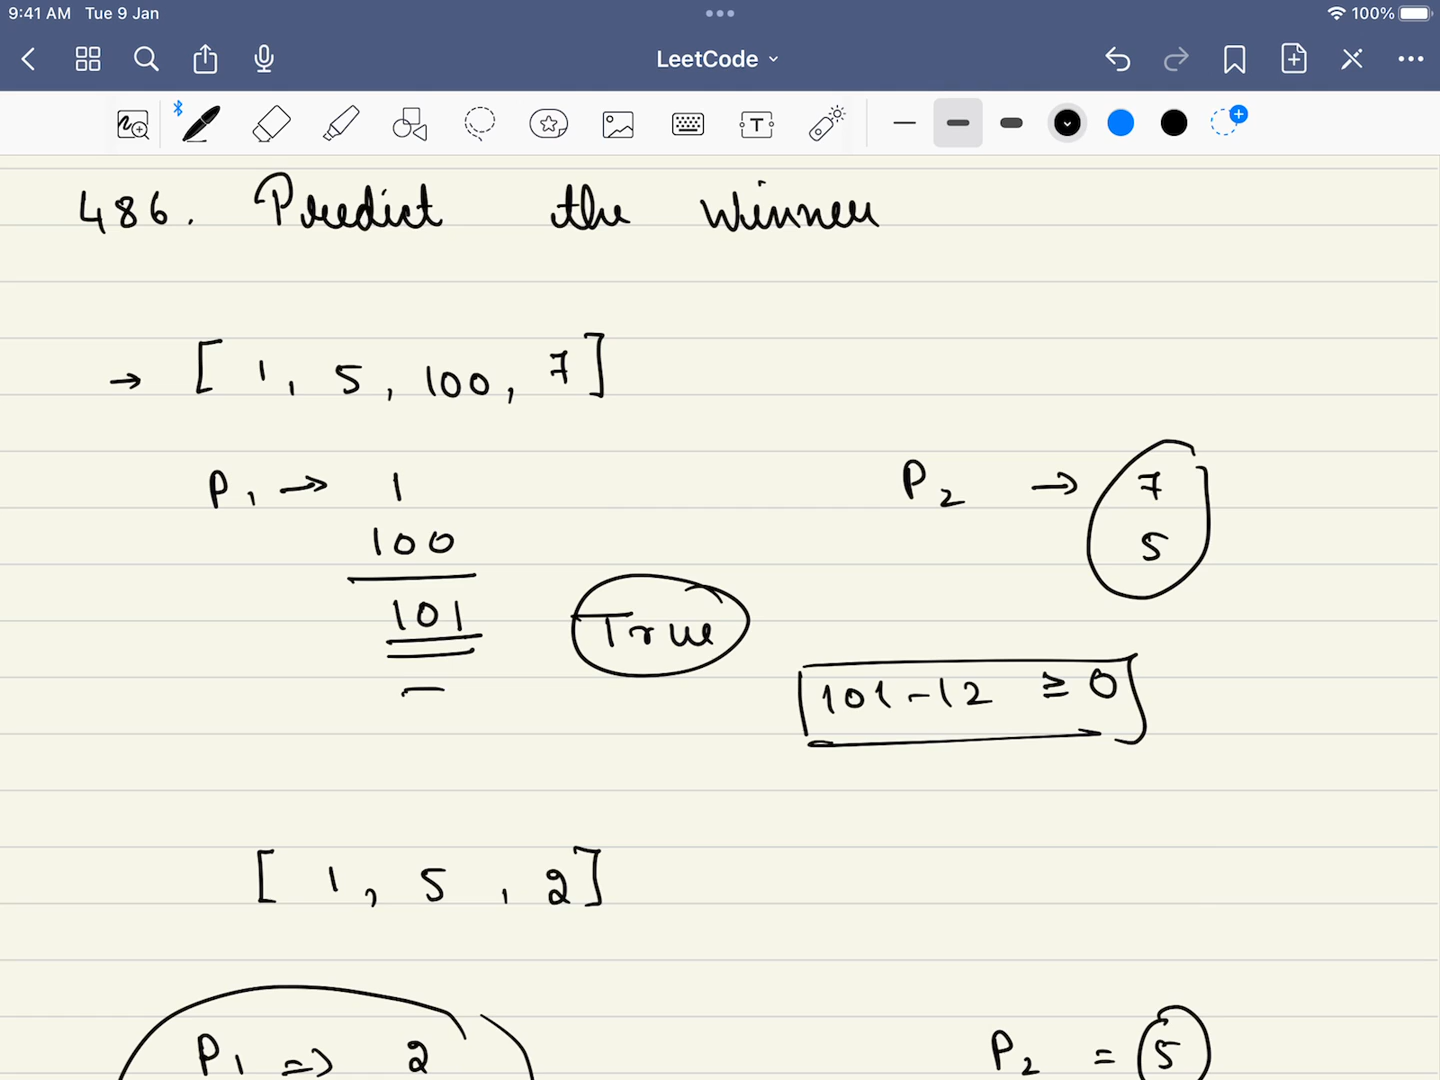 9:41 AM Tue 9 Jan 100%
LeetCode
T
486. Predict the Winner
→ [ 1, 5, 100, 7 ]
P1 → 1 P2 → 7
100 5
101 True
101-12 ≥ 0
[ 1, 5, 2 ]
P1 => 2 P2 = 5